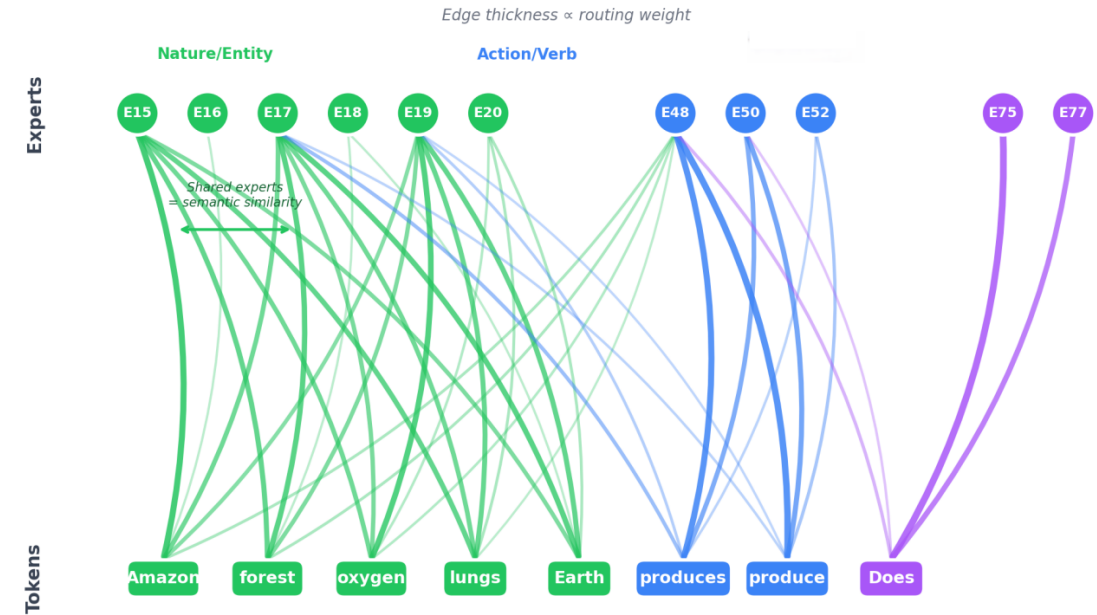 Edge thickness ∝ routing weight
Nature/Entity
Action/Verb
Experts
E15
E16
E17
E18
E19
E20
E48
E50
E52
E75
E77
Shared experts
= semantic similarity
Tokens
Amazon
forest
oxygen
lungs
Earth
produces
produce
Does